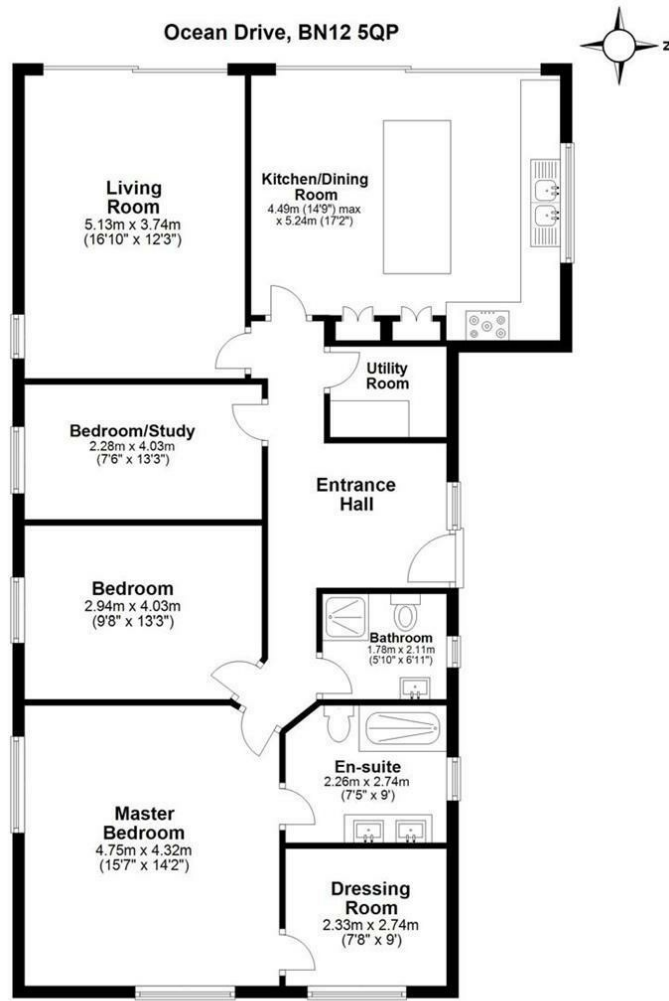 Ocean Drive, BN12 5QP
N
Living
Room
5.13m x 3.74m
(16'10" x 12'3")
Kitchen/Dining
Room
4.49m (14'9") max
x 5.24m (17'2")
Utility
Room
Bedroom/Study
2.28m x 4.03m
(7'6" x 13'3")
Entrance
Hall
Bedroom
2.94m x 4.03m
(9'8" x 13'3")
Bathroom
1.78m x 2.11m
(5'10" x 6'11")
En-suite
2.26m x 2.74m
(7'5" x 9')
Master
Bedroom
4.75m x 4.32m
(15'7" x 14'2")
Dressing
Room
2.33m x 2.74m
(7'8" x 9')